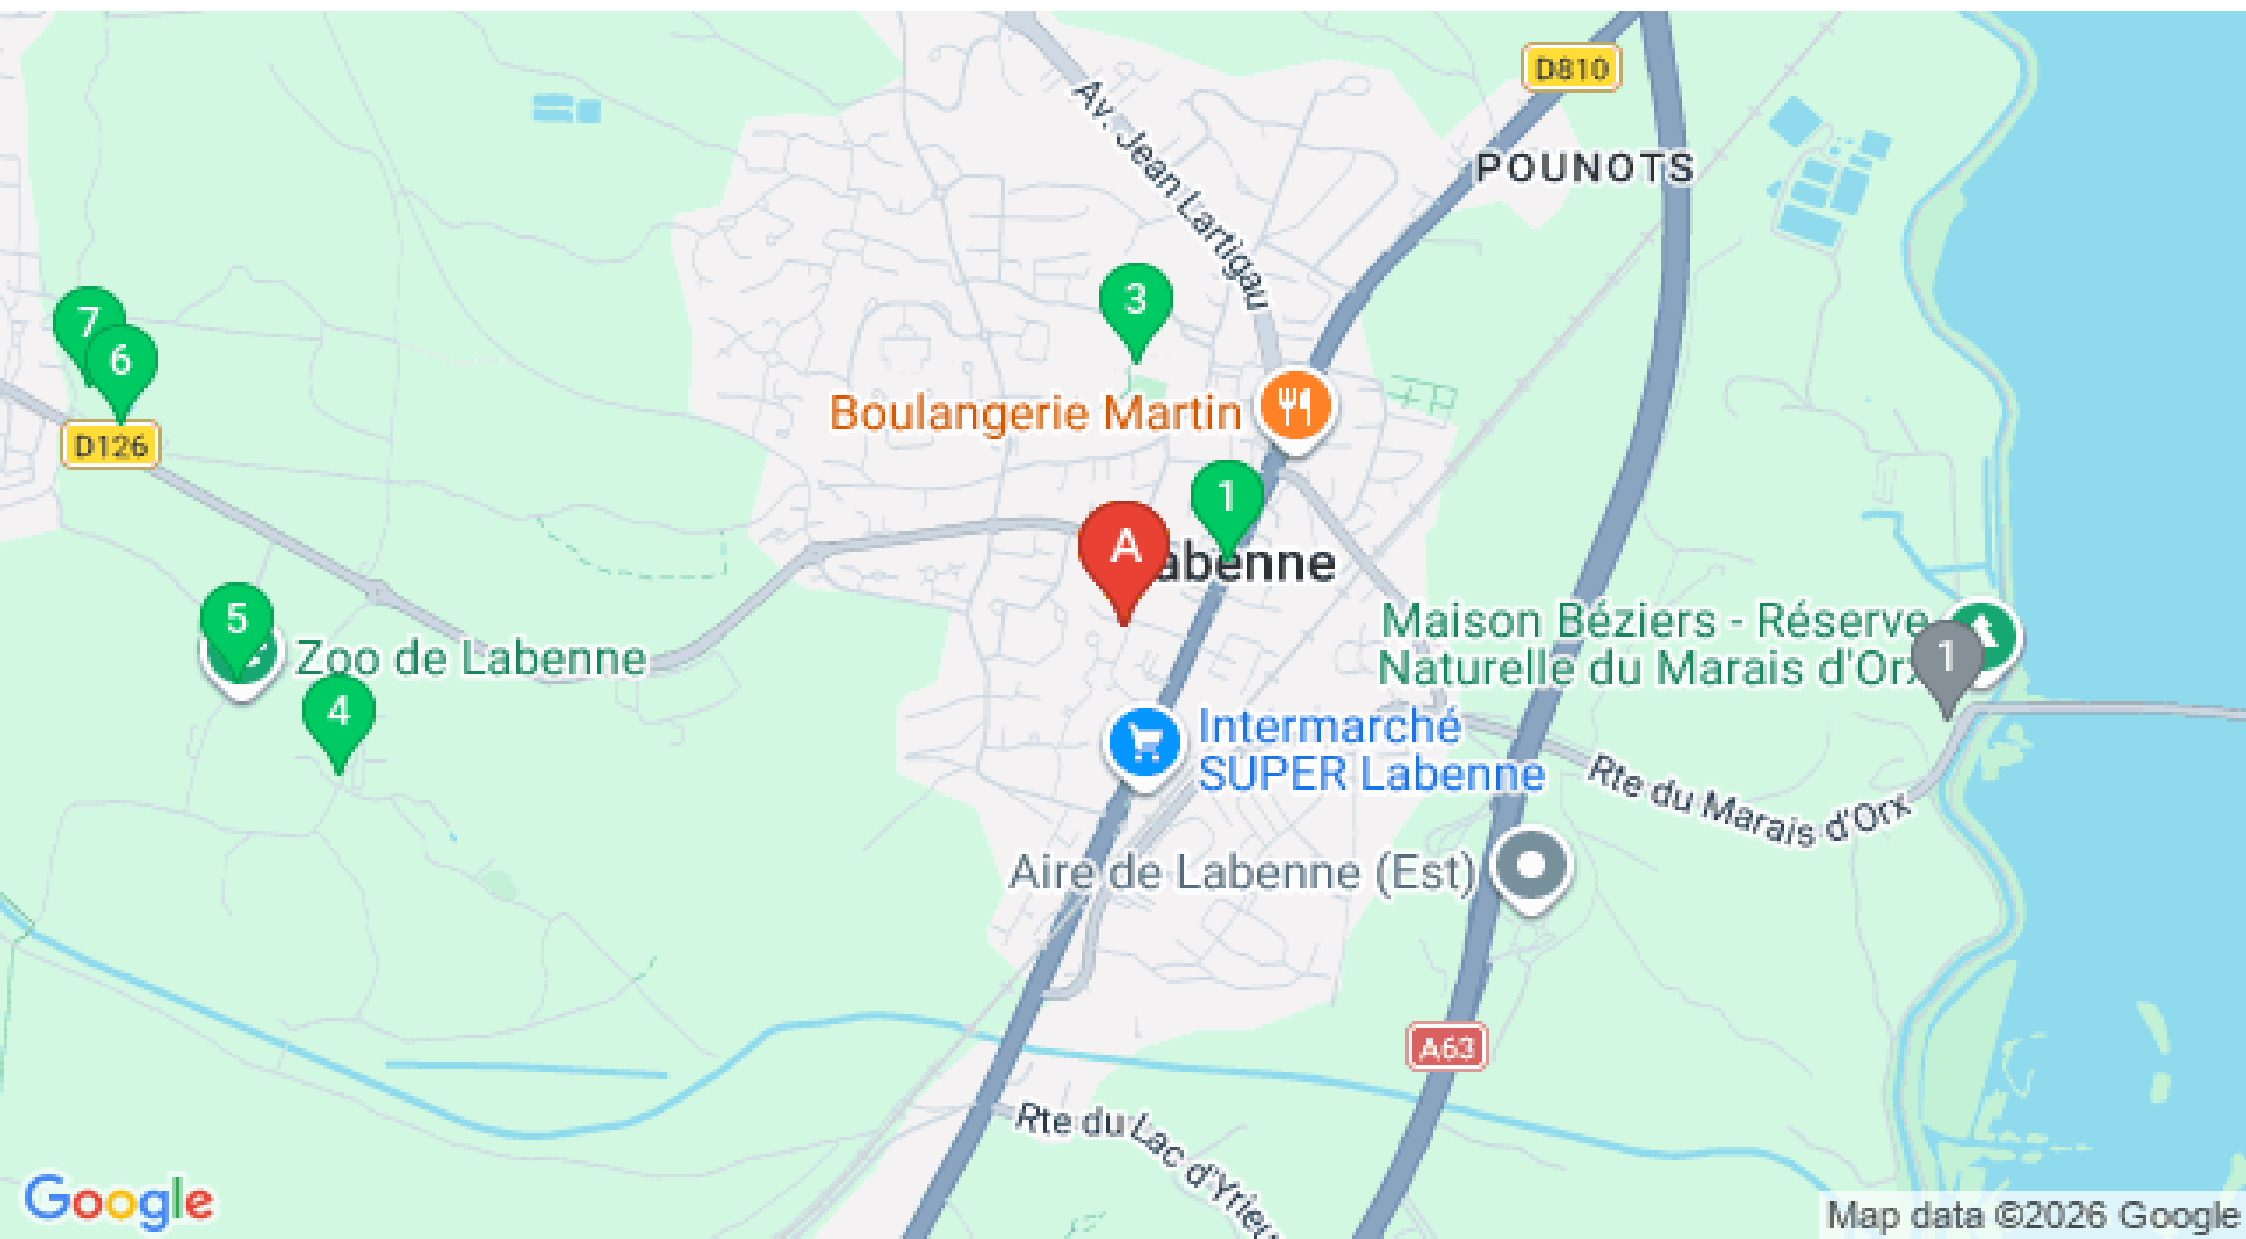 D810
Av. Jean Lartigau
POUNOTS
3
7
6
Boulangerie Martin
D126
1
A
abenne
5
Zoo de Labenne
Maison Béziers - Réserve
Naturelle du Marais d'Orx
1
4
Intermarché
SUPER Labenne
Rte du Marais d'Orx
Aire de Labenne (Est)
A63
Rte du Lac d'Yrieu
Google
Map data ©2026 Google